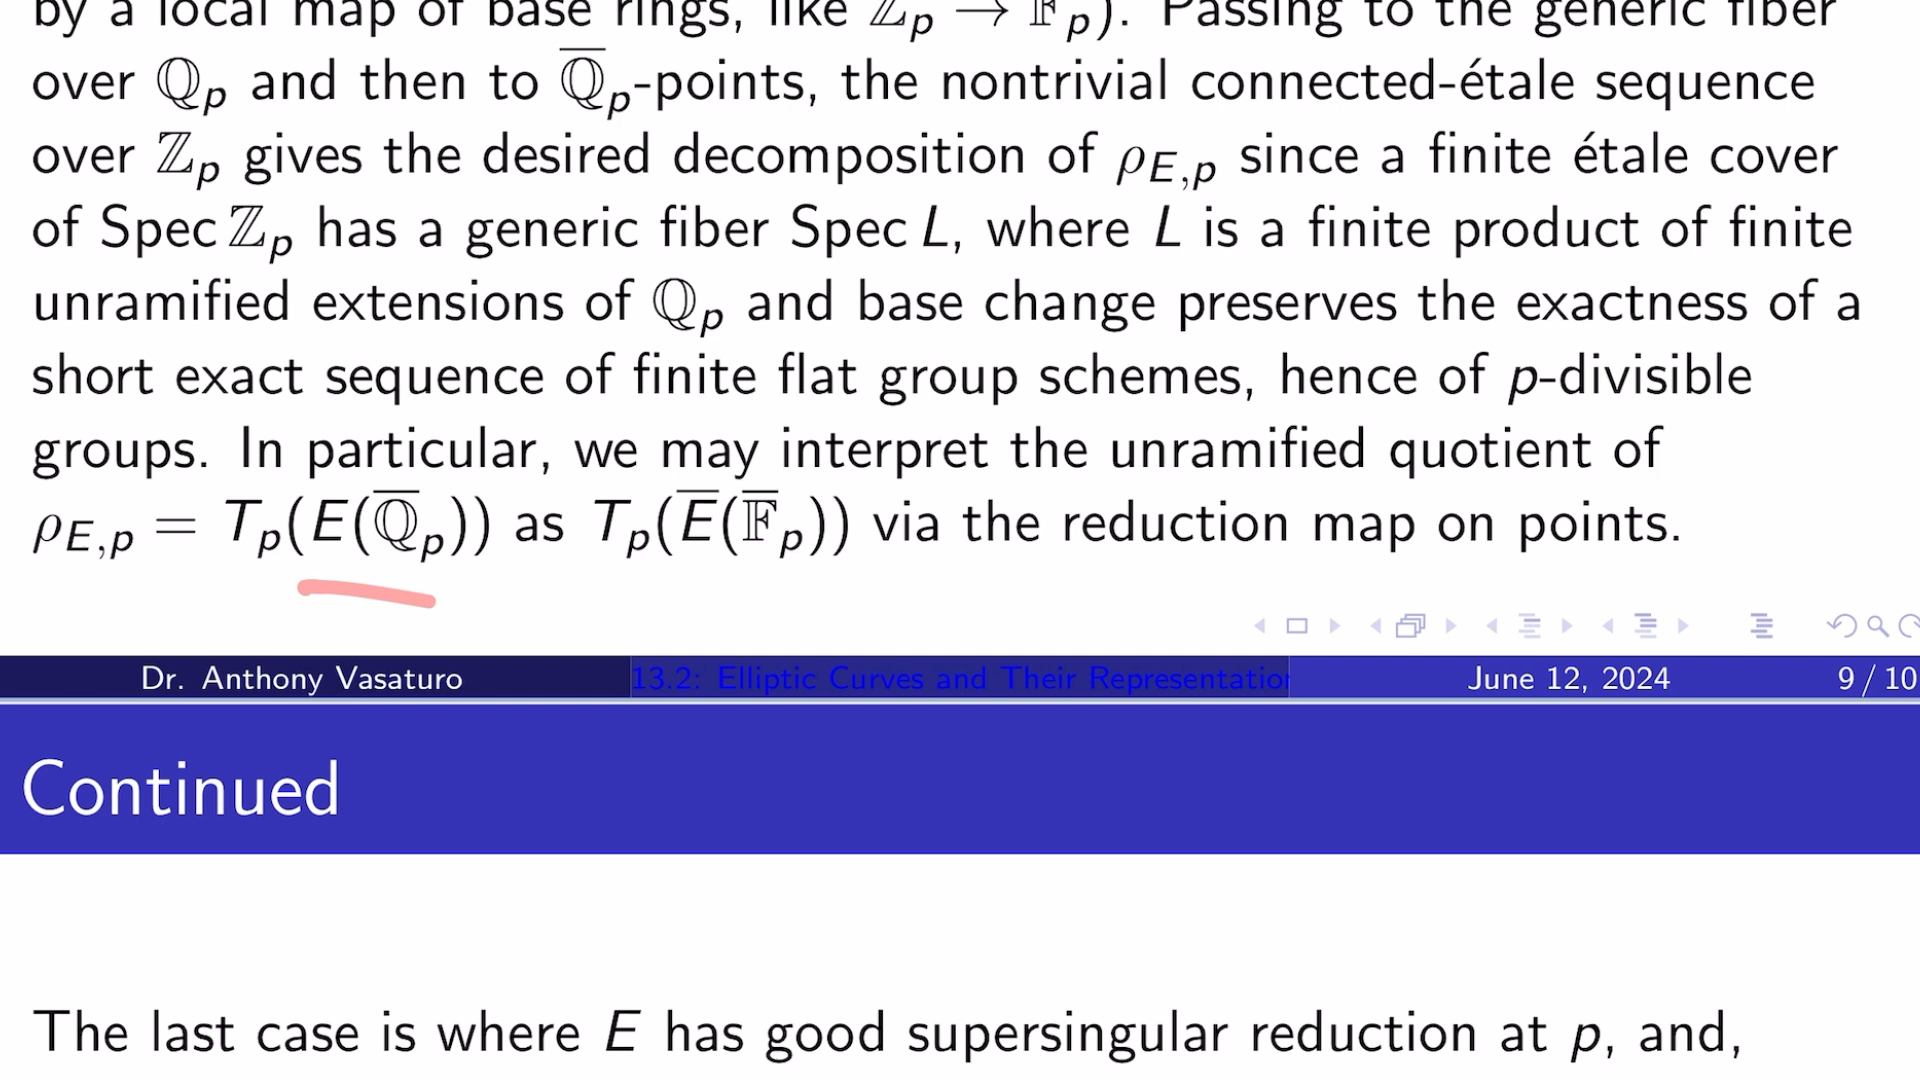 by a local map of base rings, like ℤ_p → 𝔽_p). Passing to the generic fiber
over ℚ_p and then to ℚ̅_p-points, the nontrivial connected-étale sequence
over ℤ_p gives the desired decomposition of ρ_{E,p} since a finite étale cover
of Spec ℤ_p has a generic fiber Spec L, where L is a finite product of finite
unramified extensions of ℚ_p and base change preserves the exactness of a
short exact sequence of finite flat group schemes, hence of p-divisible
groups. In particular, we may interpret the unramified quotient of
ρ_{E,p} = T_p(E(ℚ̅_p)) as T_p(E̅(𝔽̅_p)) via the reduction map on points.
Dr. Anthony Vasaturo 13.2: Elliptic Curves and Their Representation June 12, 2024 9 / 10
Continued
The last case is where E has good supersingular reduction at p, and,